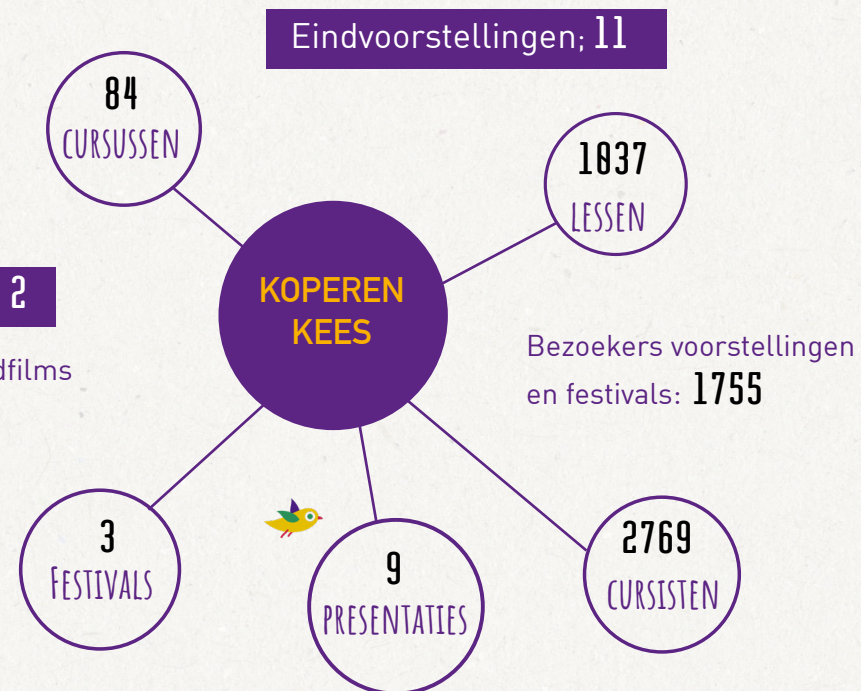 Eindvoorstellingen; 11
84
CURSUSSEN
1037
LESSEN
2
KOPEREN
KEES
Bezoekers voorstellingen
en festivals: 1755
3
FESTIVALS
9
PRESENTATIES
2769
CURSISTEN